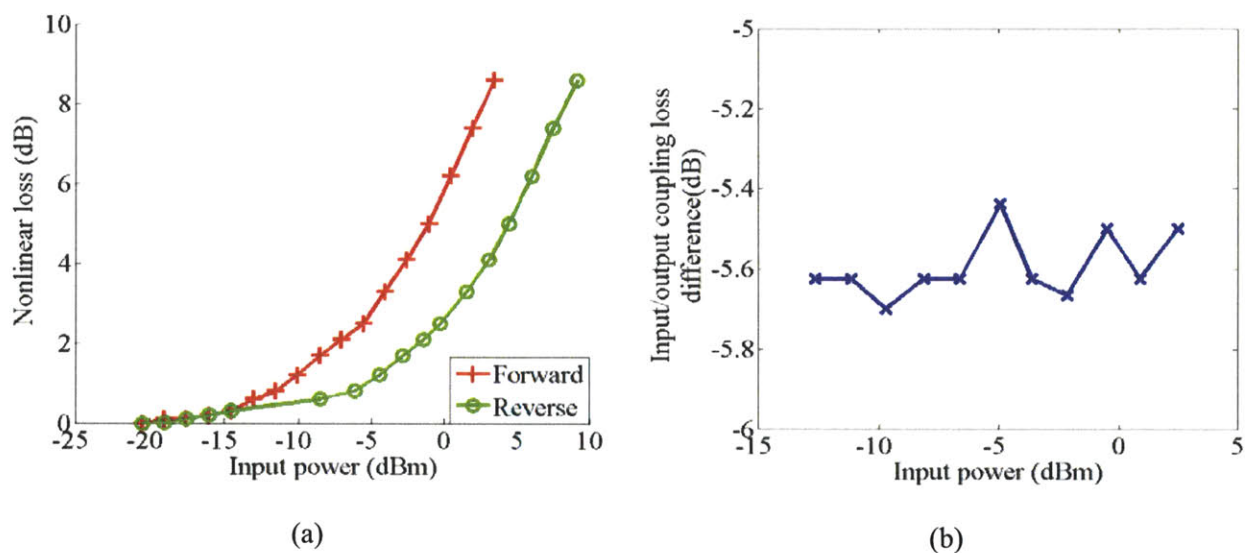 10
8
6
4
2
0
Nonlinear loss (dB)
-25 -20 -15 -10 -5 0 5 10
Input power (dBm)
Forward
Reverse
(a)
-5
-5.2
-5.4
-5.6
-5.8
-6
Input/output coupling loss
difference(dB)
-15 -10 -5 0 5
Input power (dBm)
(b)